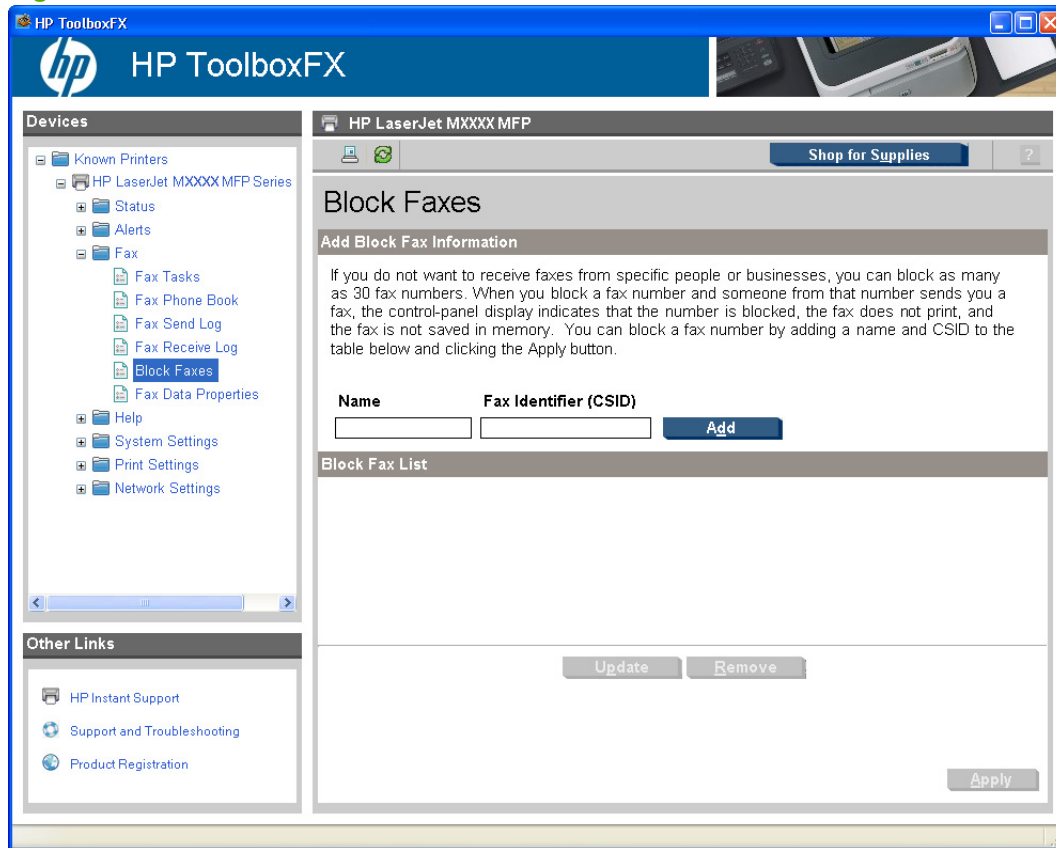 HP ToolboxFX
hp
HP ToolboxFX
Devices
Known Printers
HP LaserJet MXXXX MFP Series
Status
Alerts
Fax
Fax Tasks
Fax Phone Book
Fax Send Log
Fax Receive Log
Block Faxes
Fax Data Properties
Help
System Settings
Print Settings
Network Settings
Other Links
HP Instant Support
Support and Troubleshooting
Product Registration
HP LaserJet MXXXX MFP
Shop for Supplies
?
Block Faxes
Add Block Fax Information
If you do not want to receive faxes from specific people or businesses, you can block as many
as 30 fax numbers. When you block a fax number and someone from that number sends you a
fax, the control-panel display indicates that the number is blocked, the fax does not print, and
the fax is not saved in memory. You can block a fax number by adding a name and CSID to the
table below and clicking the Apply button.
Name Fax Identifier (CSID)
Add
Block Fax List
Update Remove
Apply